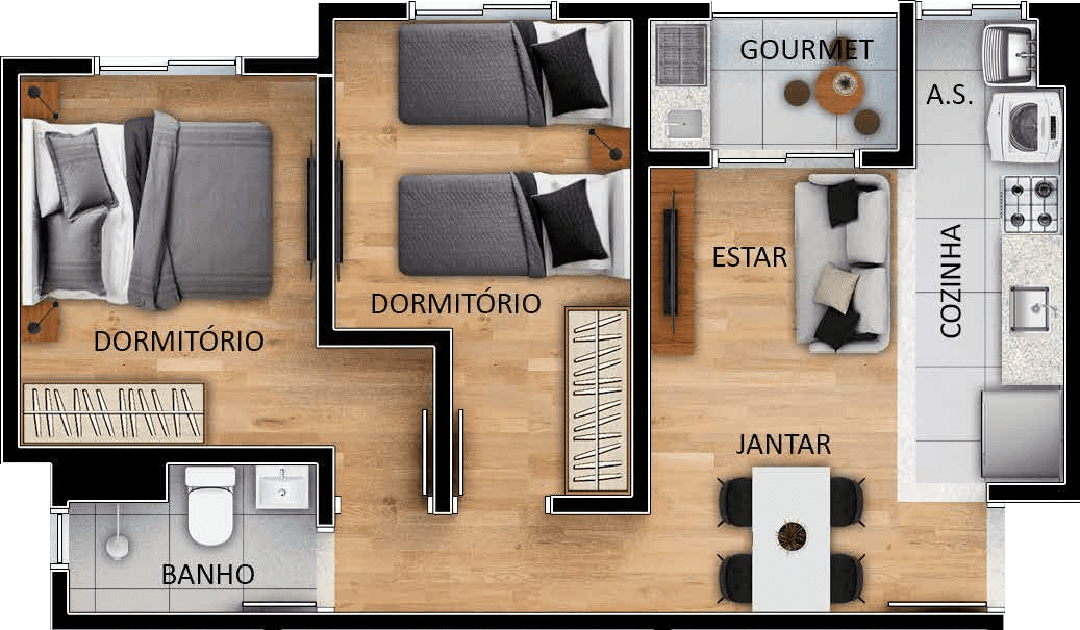 GOURMET
A.S.
ESTAR
COZINHA
DORMITÓRIO
DORMITÓRIO
JANTAR
BANHO